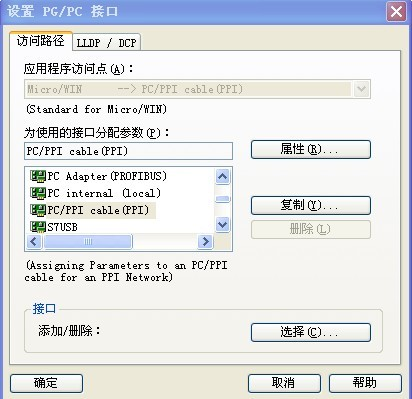 设置 PG/PC 接口
访问路径 LLDP / DCP
应用程序访问点(A)：
Micro/WIN --> PC/PPI cable(PPI)
(Standard for Micro/WIN)
为使用的接口分配参数(P)：
PC/PPI cable(PPI) 属性(R)...
PC Adapter(PROFIBUS)
PC internal (local)
PC/PPI cable(PPI) 复制(Y)...
S7USB 删除(L)
(Assigning Parameters to an PC/PPI
cable for an PPI Network)
接口
添加/删除： 选择(C)...
确定 取消 帮助